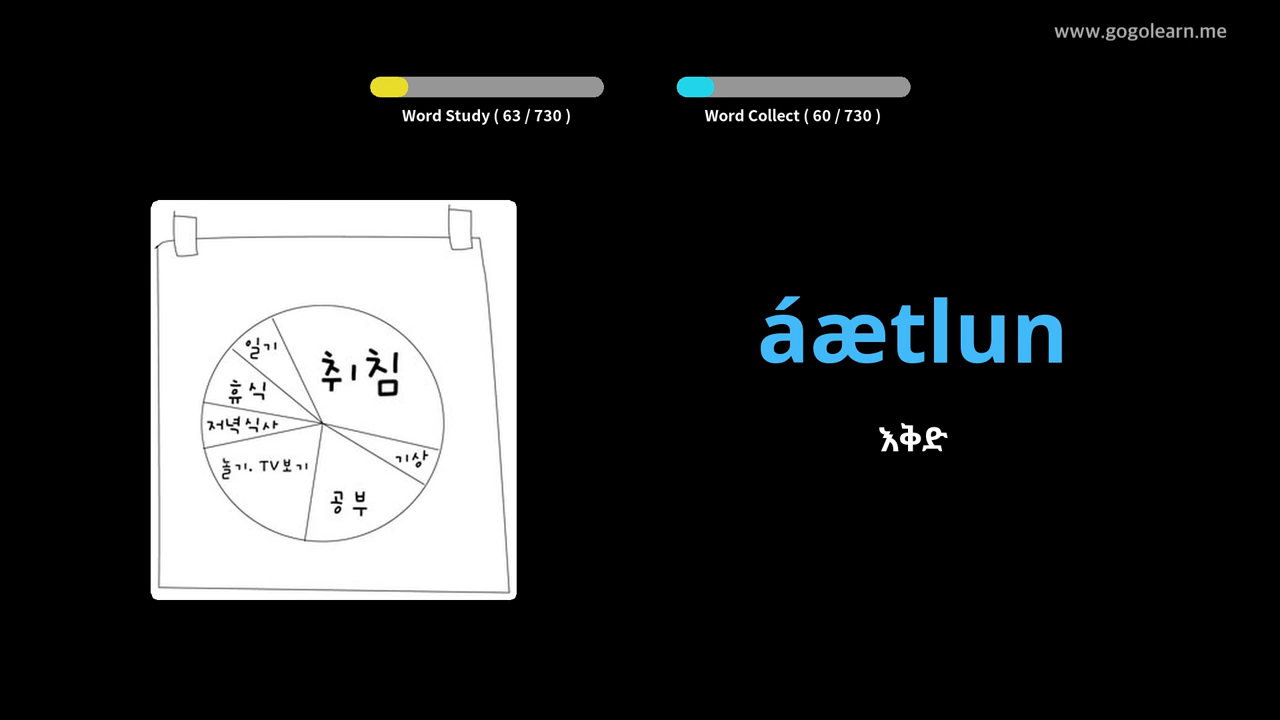 www.gogolearn.me
Word Study ( 63 / 730 )
Word Collect ( 60 / 730 )
일기
취침
휴식
저녁식사
놀기. TV보기
기상
공부
áætlun
እቅድ